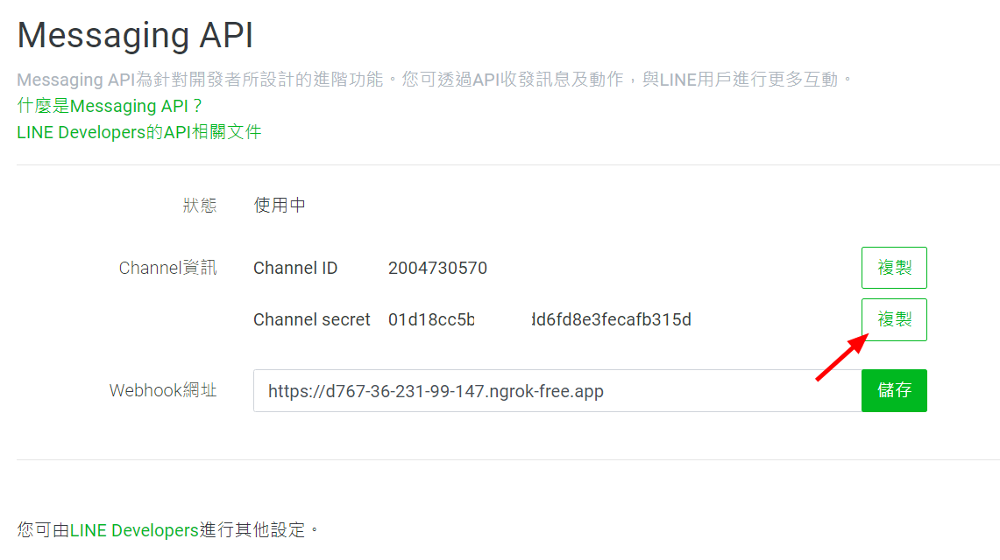 Messaging API
Messaging API為針對開發者所設計的進階功能。您可透過API收發訊息及動作，與LINE用戶進行更多互動。
什麼是Messaging API？
LINE Developers的API相關文件
狀態 使用中
Channel資訊 Channel ID 2004730570 複製
Channel secret 01d18cc5b dd6fd8e3fecafb315d 複製
Webhook網址 https://d767-36-231-99-147.ngrok-free.app 儲存
您可由LINE Developers進行其他設定。